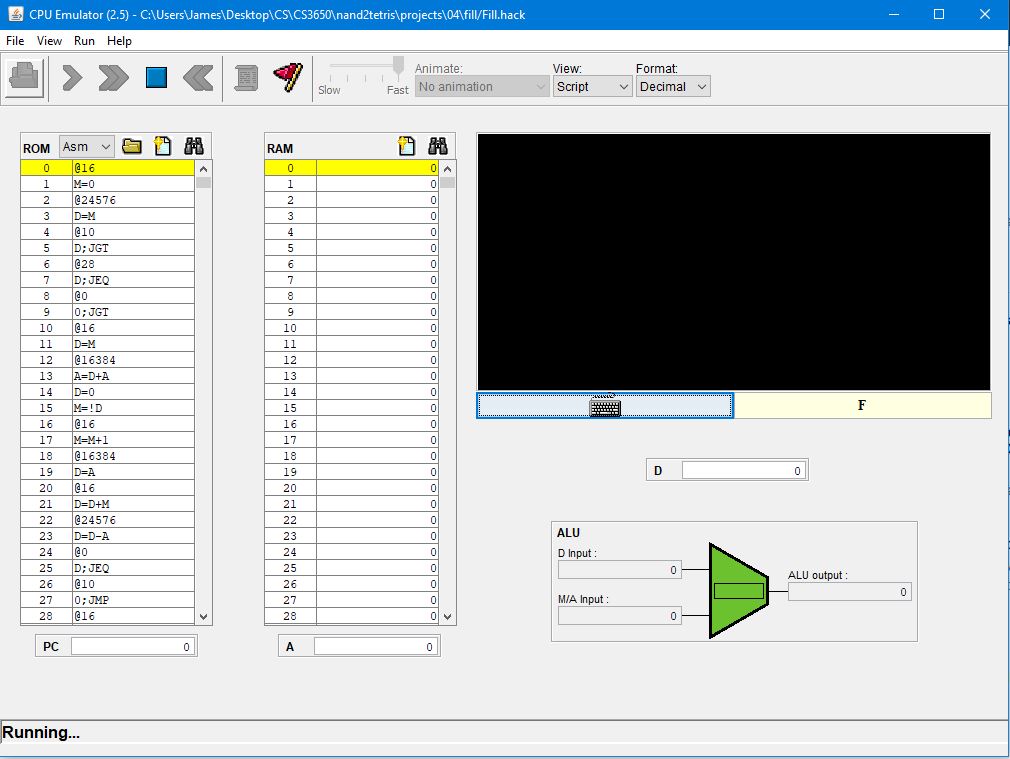 CPU Emulator (2.5) - C:\Users\James\Desktop\CS\CS3650\nand2tetris\projects\04\fill/Fill.hack
File View Run Help
Slow Fast
Animate:
No animation
View:
Script
Format:
Decimal
ROM Asm
0 @16
1 M=0
2 @24576
3 D=M
4 @10
5 D;JGT
6 @28
7 D;JEQ
8 @0
9 0;JGT
10 @16
11 D=M
12 @16384
13 A=D+A
14 D=0
15 M=!D
16 @16
17 M=M+1
18 @16384
19 D=A
20 @16
21 D=D+M
22 @24576
23 D=D-A
24 @0
25 D;JEQ
26 @10
27 0;JMP
28 @16
PC 0
RAM
0 0
1 0
2 0
3 0
4 0
5 0
6 0
7 0
8 0
9 0
10 0
11 0
12 0
13 0
14 0
15 0
16 0
17 0
18 0
19 0
20 0
21 0
22 0
23 0
24 0
25 0
26 0
27 0
28 0
A 0
F
D 0
ALU
D Input :
0
M/A Input :
0
ALU output :
0
Running...